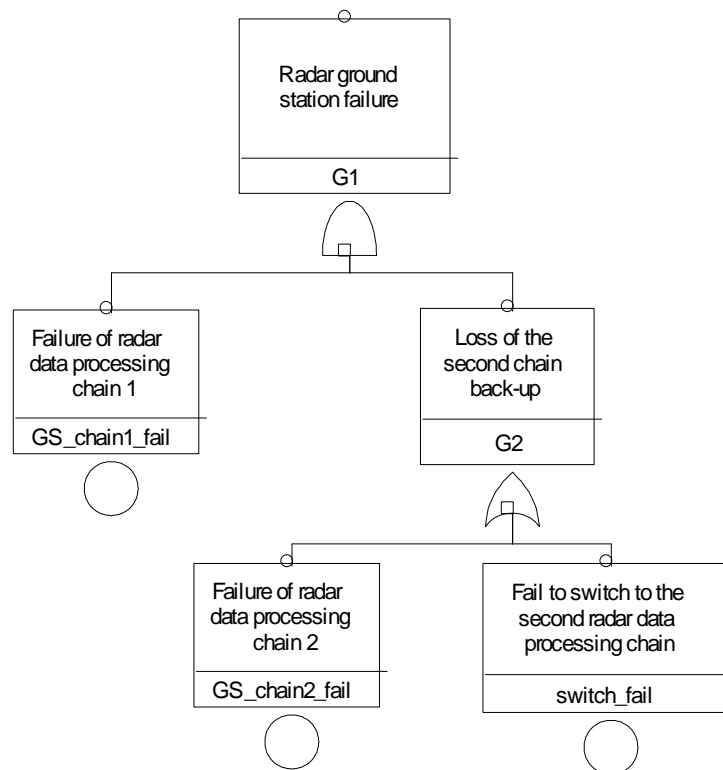 Radar ground
station failure
G1
Failure of radar
data processing
chain 1
GS_chain1_fail
Loss of the
second chain
back-up
G2
Failure of radar
data processing
chain 2
GS_chain2_fail
Fail to switch to the
second radar data
processing chain
switch_fail